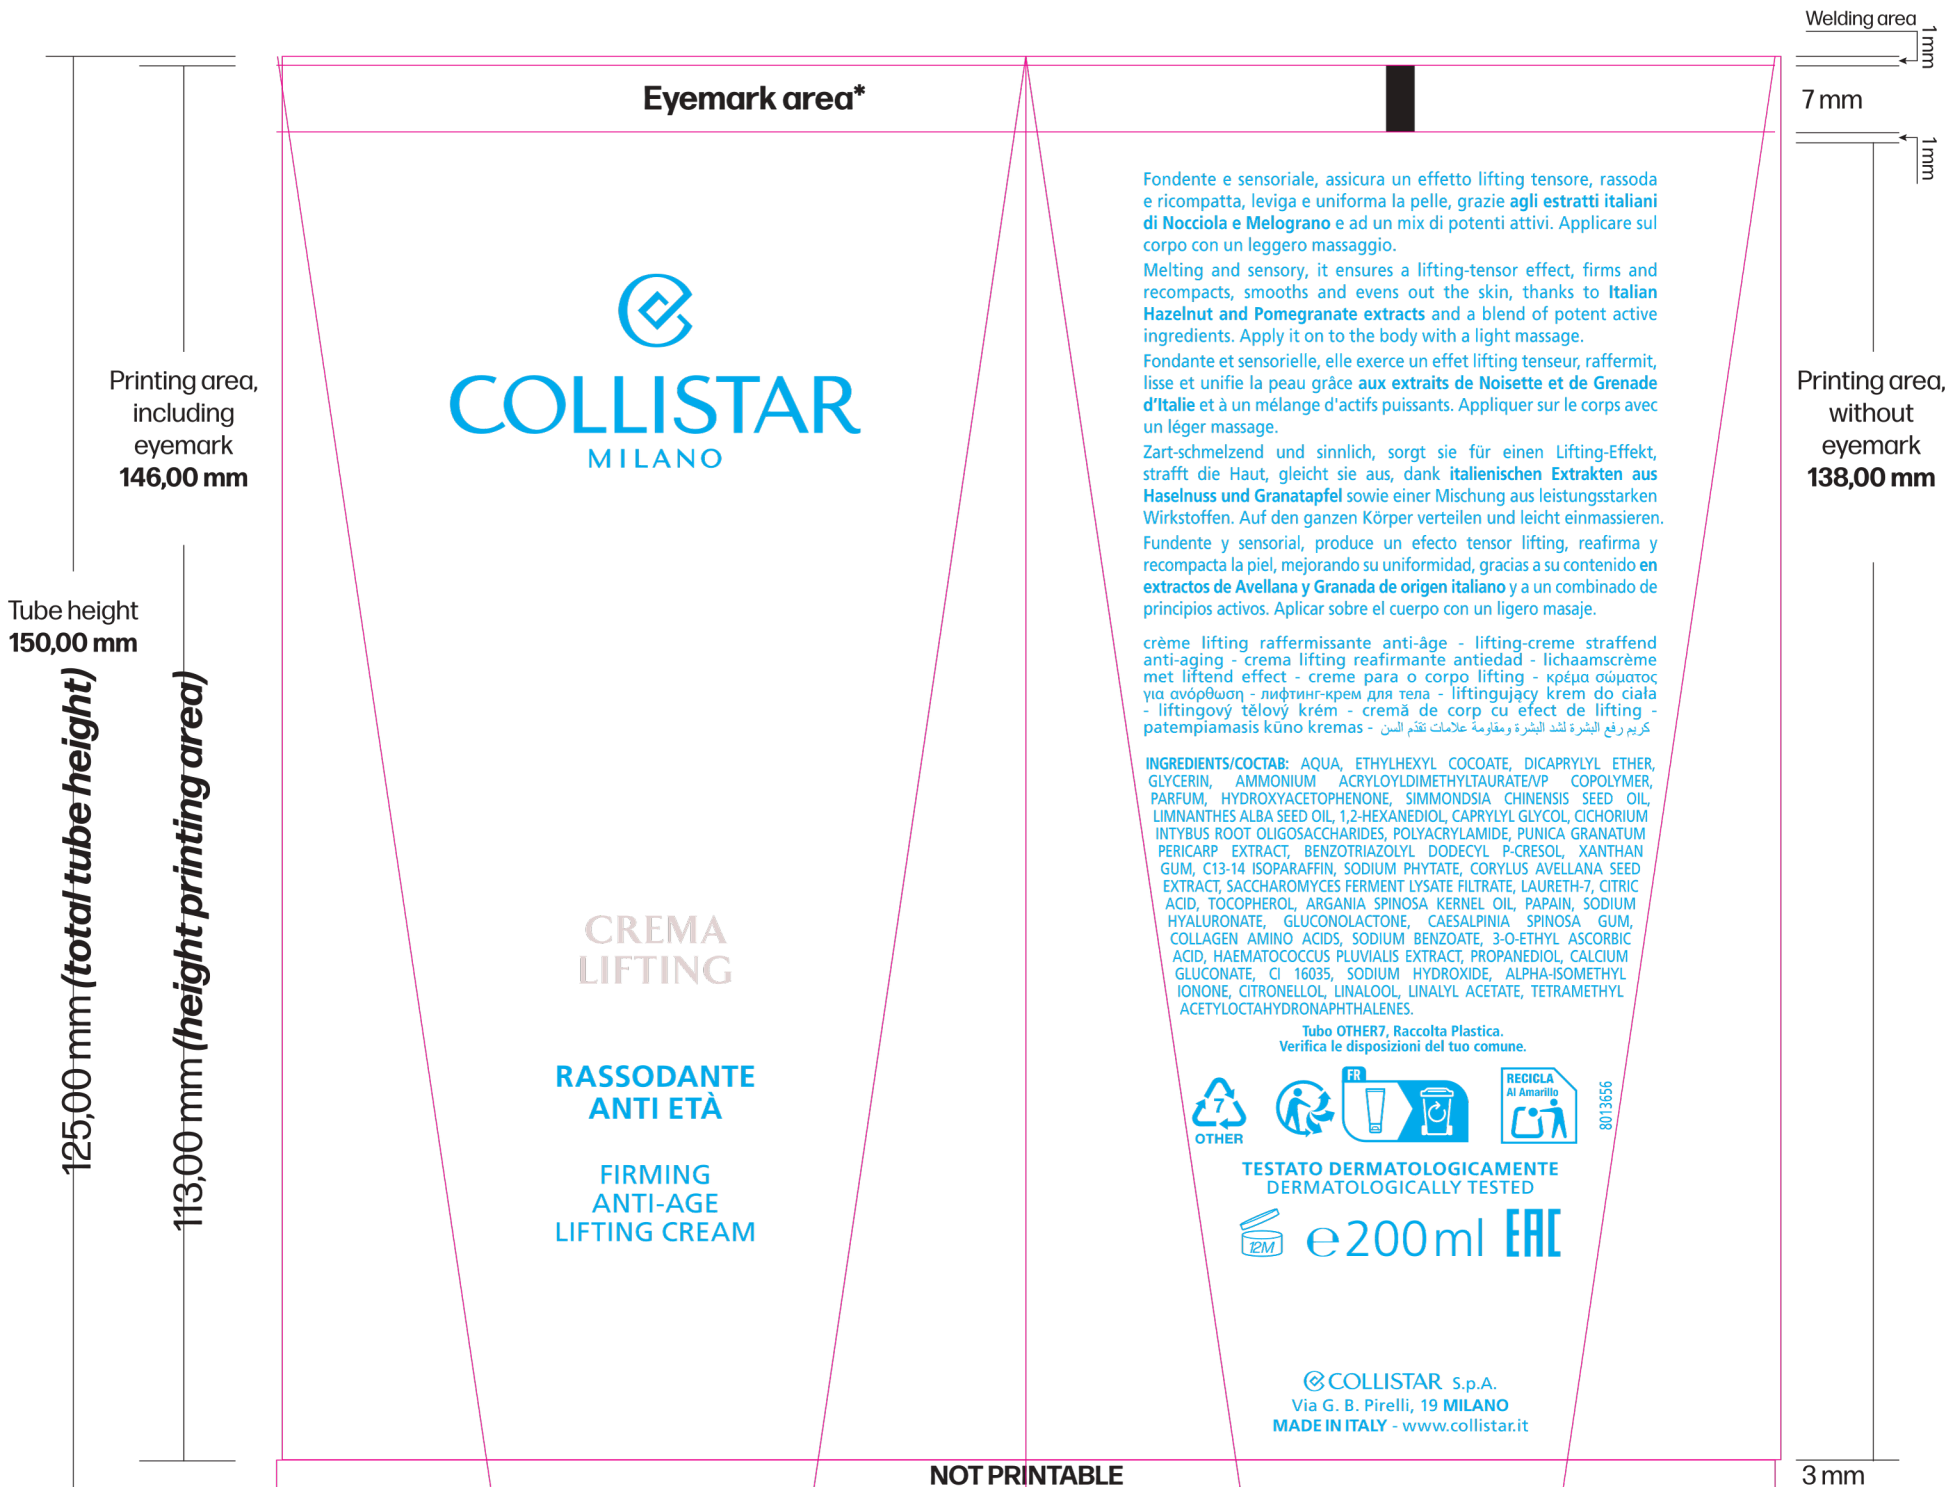 Welding area
1 mm
7 mm
1 mm
Eyemark area*
Printing area,
including
eyemark
146,00 mm
Tube height
150,00 mm
125,00 mm (total tube height)
113,00 mm (height printing area)
COLLISTAR
MILANO
CREMA
LIFTING
RASSODANTE
ANTI ETÀ
FIRMING
ANTI-AGE
LIFTING CREAM
Fondente e sensoriale, assicura un effetto lifting tensore, rassoda
e ricompatta, leviga e uniforma la pelle, grazie agli estratti italiani
di Nocciola e Melograno e ad un mix di potenti attivi. Applicare sul
corpo con un leggero massaggio.
Melting and sensory, it ensures a lifting-tensor effect, firms and
recompacts, smooths and evens out the skin, thanks to Italian
Hazelnut and Pomegranate extracts and a blend of potent active
ingredients. Apply it on to the body with a light massage.
Fondante et sensorielle, elle exerce un effet lifting tenseur, raffermit,
lisse et unifie la peau grâce aux extraits de Noisette et de Grenade
d’Italie et à un mélange d'actifs puissants. Appliquer sur le corps avec
un léger massage.
Zart-schmelzend und sinnlich, sorgt sie für einen Lifting-Effekt,
strafft die Haut, gleicht sie aus, dank italienischen Extrakten aus
Haselnuss und Granatapfel sowie einer Mischung aus leistungsstarken
Wirkstoffen. Auf den ganzen Körper verteilen und leicht einmassieren.
Fundente y sensorial, produce un efecto tensor lifting, reafirma y
recompacta la piel, mejorando su uniformidad, gracias a su contenido en
extractos de Avellana y Granada de origen italiano y a un combinado de
principios activos. Aplicar sobre el cuerpo con un ligero masaje.
crème lifting raffermissante anti-âge - lifting-creme straffend
anti-aging - crema lifting reafirmante antiedad - lichaamscrème
met liftend effect - creme para o corpo lifting - κρέμα σώματος
για ανόρθωση - лифтинг-крем для тела - liftingujący krem do ciała
- liftingový tělový krém - cremă de corp cu efect de lifting -
patempiamasis kūno kremas - كريم رفع البشرة لشد البشرة ومقاومة علامات تقدّم السن
INGREDIENTS/COCTAB: AQUA, ETHYLHEXYL COCOATE, DICAPRYLYL ETHER,
GLYCERIN, AMMONIUM ACRYLOYLDIMETHYLTAURATE/VP COPOLYMER,
PARFUM, HYDROXYACETOPHENONE, SIMMONDSIA CHINENSIS SEED OIL,
LIMNANTHES ALBA SEED OIL, 1,2-HEXANEDIOL, CAPRYLYL GLYCOL, CICHORIUM
INTYBUS ROOT OLIGOSACCHARIDES, POLYACRYLAMIDE, PUNICA GRANATUM
PERICARP EXTRACT, BENZOTRIAZOLYL DODECYL P-CRESOL, XANTHAN
GUM, C13-14 ISOPARAFFIN, SODIUM PHYTATE, CORYLUS AVELLANA SEED
EXTRACT, SACCHAROMYCES FERMENT LYSATE FILTRATE, LAURETH-7, CITRIC
ACID, TOCOPHEROL, ARGANIA SPINOSA KERNEL OIL, PAPAIN, SODIUM
HYALURONATE, GLUCONOLACTONE, CAESALPINIA SPINOSA GUM,
COLLAGEN AMINO ACIDS, SODIUM BENZOATE, 3-O-ETHYL ASCORBIC
ACID, HAEMATOCOCCUS PLUVIALIS EXTRACT, PROPANEDIOL, CALCIUM
GLUCONATE, CI 16035, SODIUM HYDROXIDE, ALPHA-ISOMETHYL
IONONE, CITRONELLOL, LINALOOL, LINALYL ACETATE, TETRAMETHYL
ACETYLOCTAHYDRONAPHTHALENES.
Tubo OTHER7, Raccolta Plastica.
Verifica le disposizioni del tuo comune.
7
OTHER
FR
RECICLA
Al Amarillo
8013656
TESTATO DERMATOLOGICAMENTE
DERMATOLOGICALLY TESTED
12M
℮ 200 ml EAC
COLLISTAR S.p.A.
Via G. B. Pirelli, 19 MILANO
MADE IN ITALY - www.collistar.it
Printing area,
without
eyemark
138,00 mm
NOT PRINTABLE
3 mm